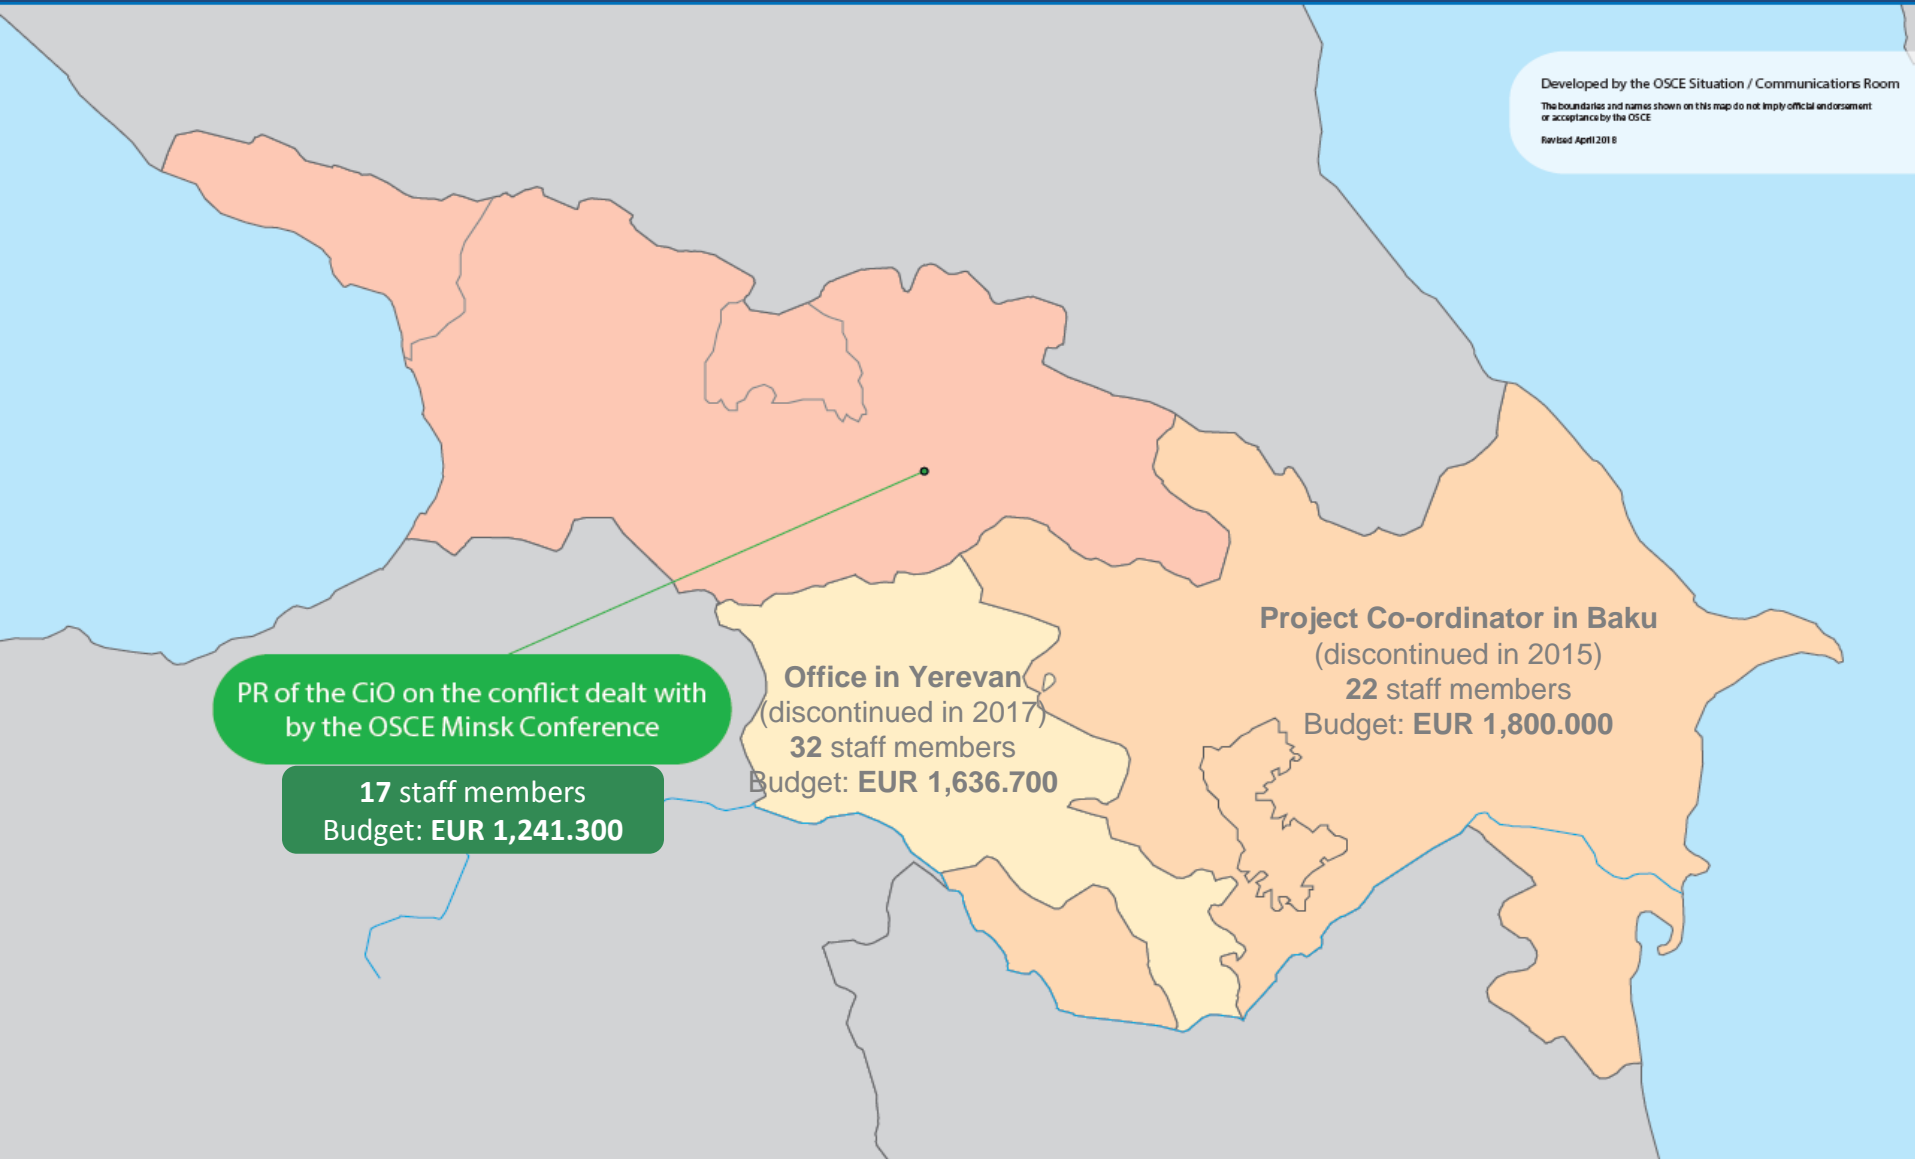 Developed by the OSCE Situation / Communications Room
The boundaries and names shown on this map do not imply official endorsement
or acceptance by the OSCE
Revised April 2018
Project Co-ordinator in Baku
(discontinued in 2015)
22 staff members
Budget: EUR 1,800.000
Office in Yerevan
(discontinued in 2017)
32 staff members
Budget: EUR 1,636.700
PR of the CiO on the conflict dealt with
by the OSCE Minsk Conference
17 staff members
Budget: EUR 1,241.300